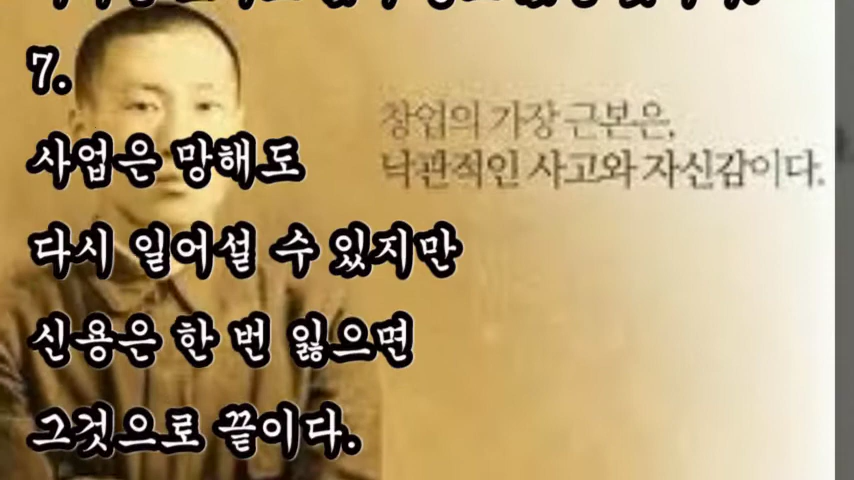 7.
사업은 망해도
다시 일어설 수 있지만
신용은 한 번 잃으면
그것으로 끝이다.
창업의 가장 근본은,
낙관적인 사고와 자신감이다.